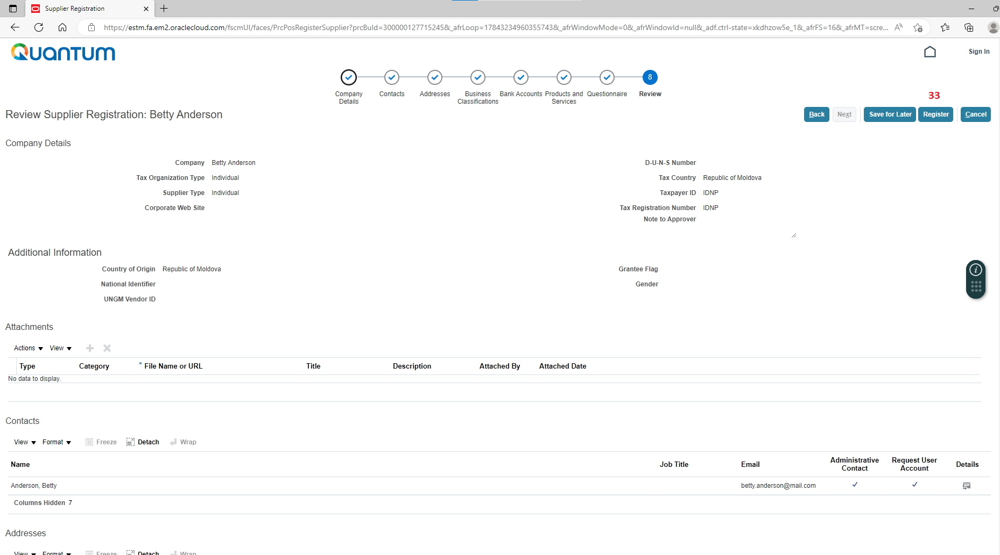 Supplier Registration
https://estm.fa.em2.oraclecloud.com/fscmUI/faces/PrcPosRegisterSupplier?prcBuId=300000127715245&_afrLoop=17843234960355743&_afrWindowMode=0&_afrWindowId=null&_adf.ctrl-state=xkdhzow5e_1&_afrFS=16&_afrMT=scre...
Quantum
Sign In
8
Company Details
Contacts
Addresses
Business Classifications
Bank Accounts
Products and Services
Questionnaire
Review
33
Review Supplier Registration: Betty Anderson
Back Next Save for Later Register Cancel
Company Details
Company Betty Anderson
D-U-N-S Number
Tax Organization Type Individual
Tax Country Republic of Moldova
Supplier Type Individual
Taxpayer ID IDNP
Corporate Web Site
Tax Registration Number IDNP
Note to Approver
Additional Information
Country of Origin Republic of Moldova
Grantee Flag
National Identifier
Gender
UNGM Vendor ID
Attachments
Actions View
Type Category * File Name or URL Title Description Attached By Attached Date
No data to display.
Contacts
View Format Freeze Detach Wrap
Name Job Title Email Administrative Contact Request User Account Details
Anderson, Betty betty.anderson@mail.com
Columns Hidden 7
Addresses
View Format Freeze Detach Wrap